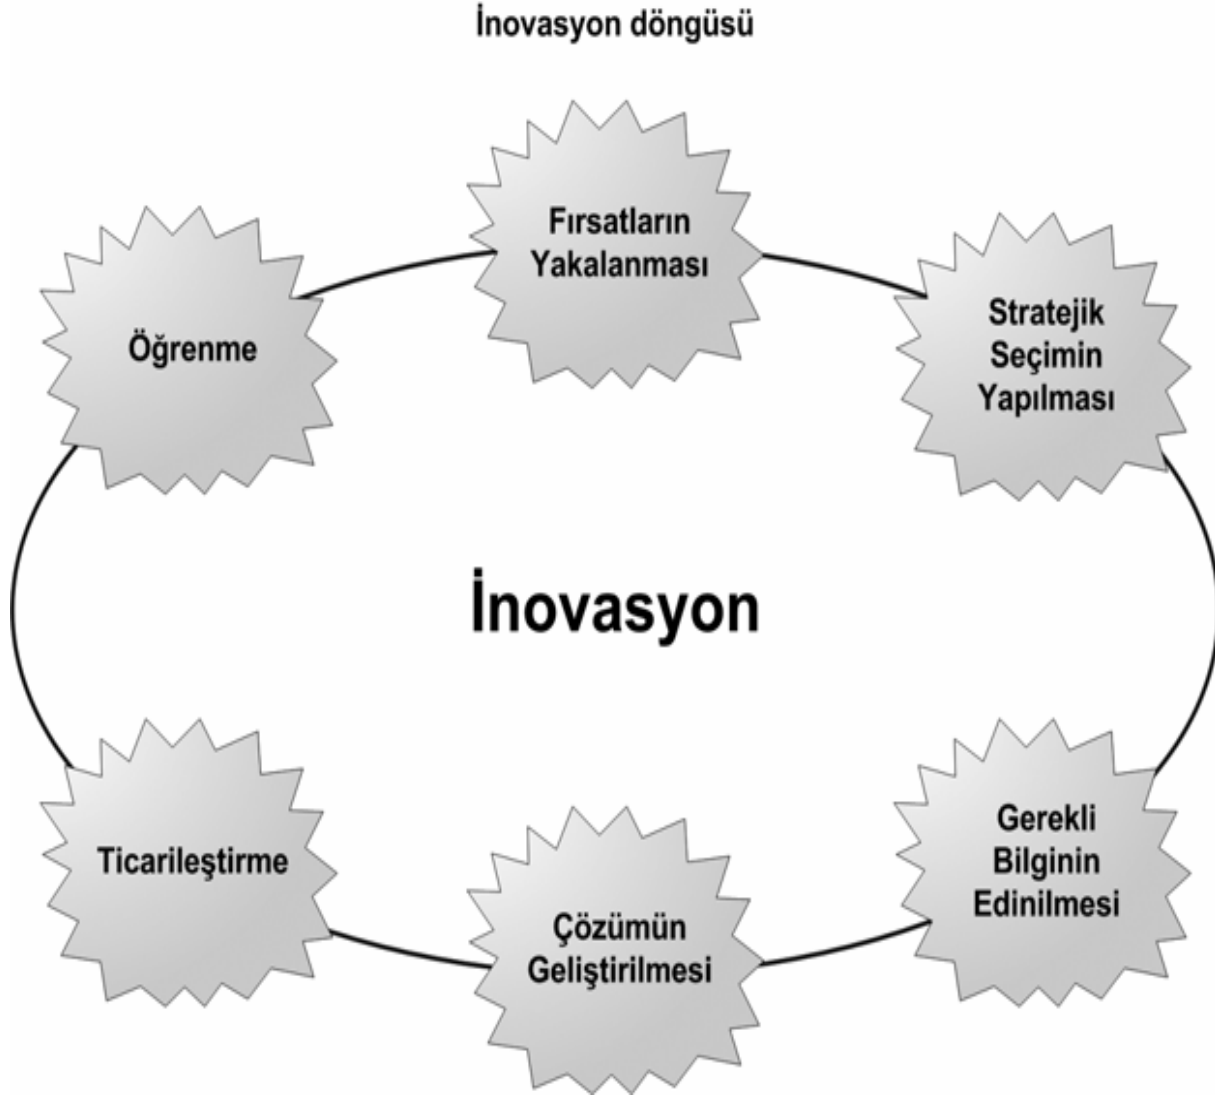 İnovasyon döngüsü
Fırsatların
Yakalanması
Stratejik
Seçimin
Yapılması
Öğrenme
İnovasyon
Gerekli
Bilginin
Edinilmesi
Ticarileştirme
Çözümün
Geliştirilmesi